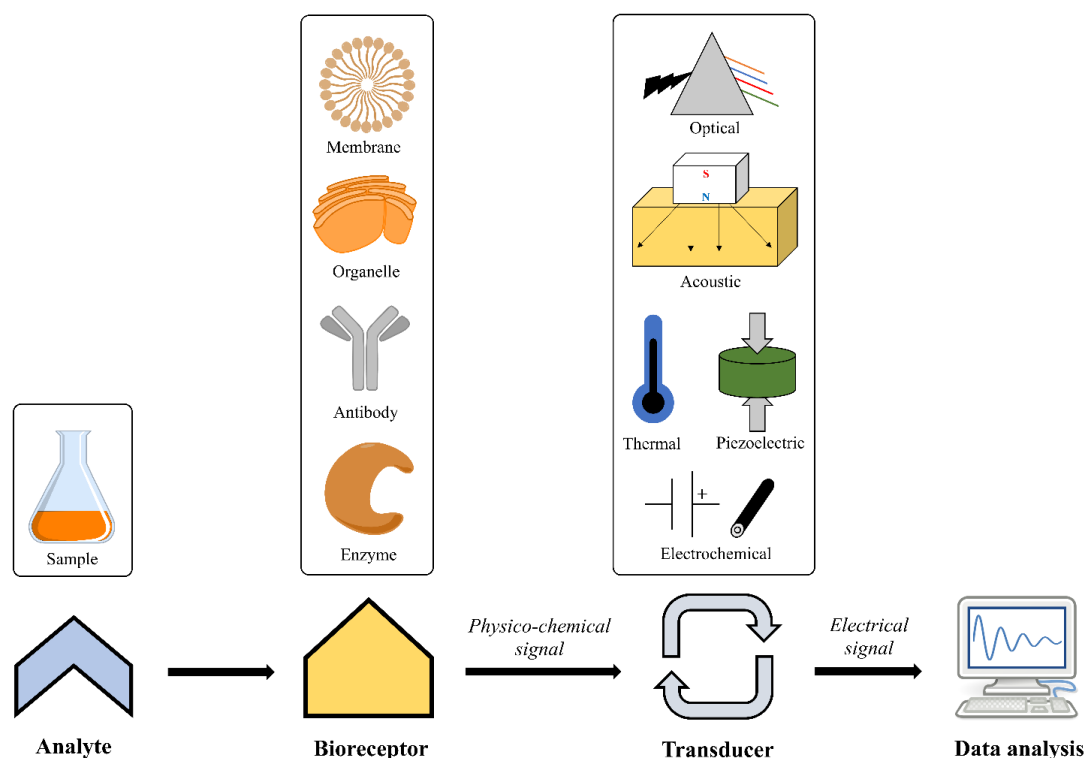 Membrane
Organelle
Antibody
Enzyme
Optical
S
N
Acoustic
Thermal
Piezoelectric
+
Electrochemical
Sample
Physico-chemical
signal
Electrical
signal
Analyte
Bioreceptor
Transducer
Data analysis